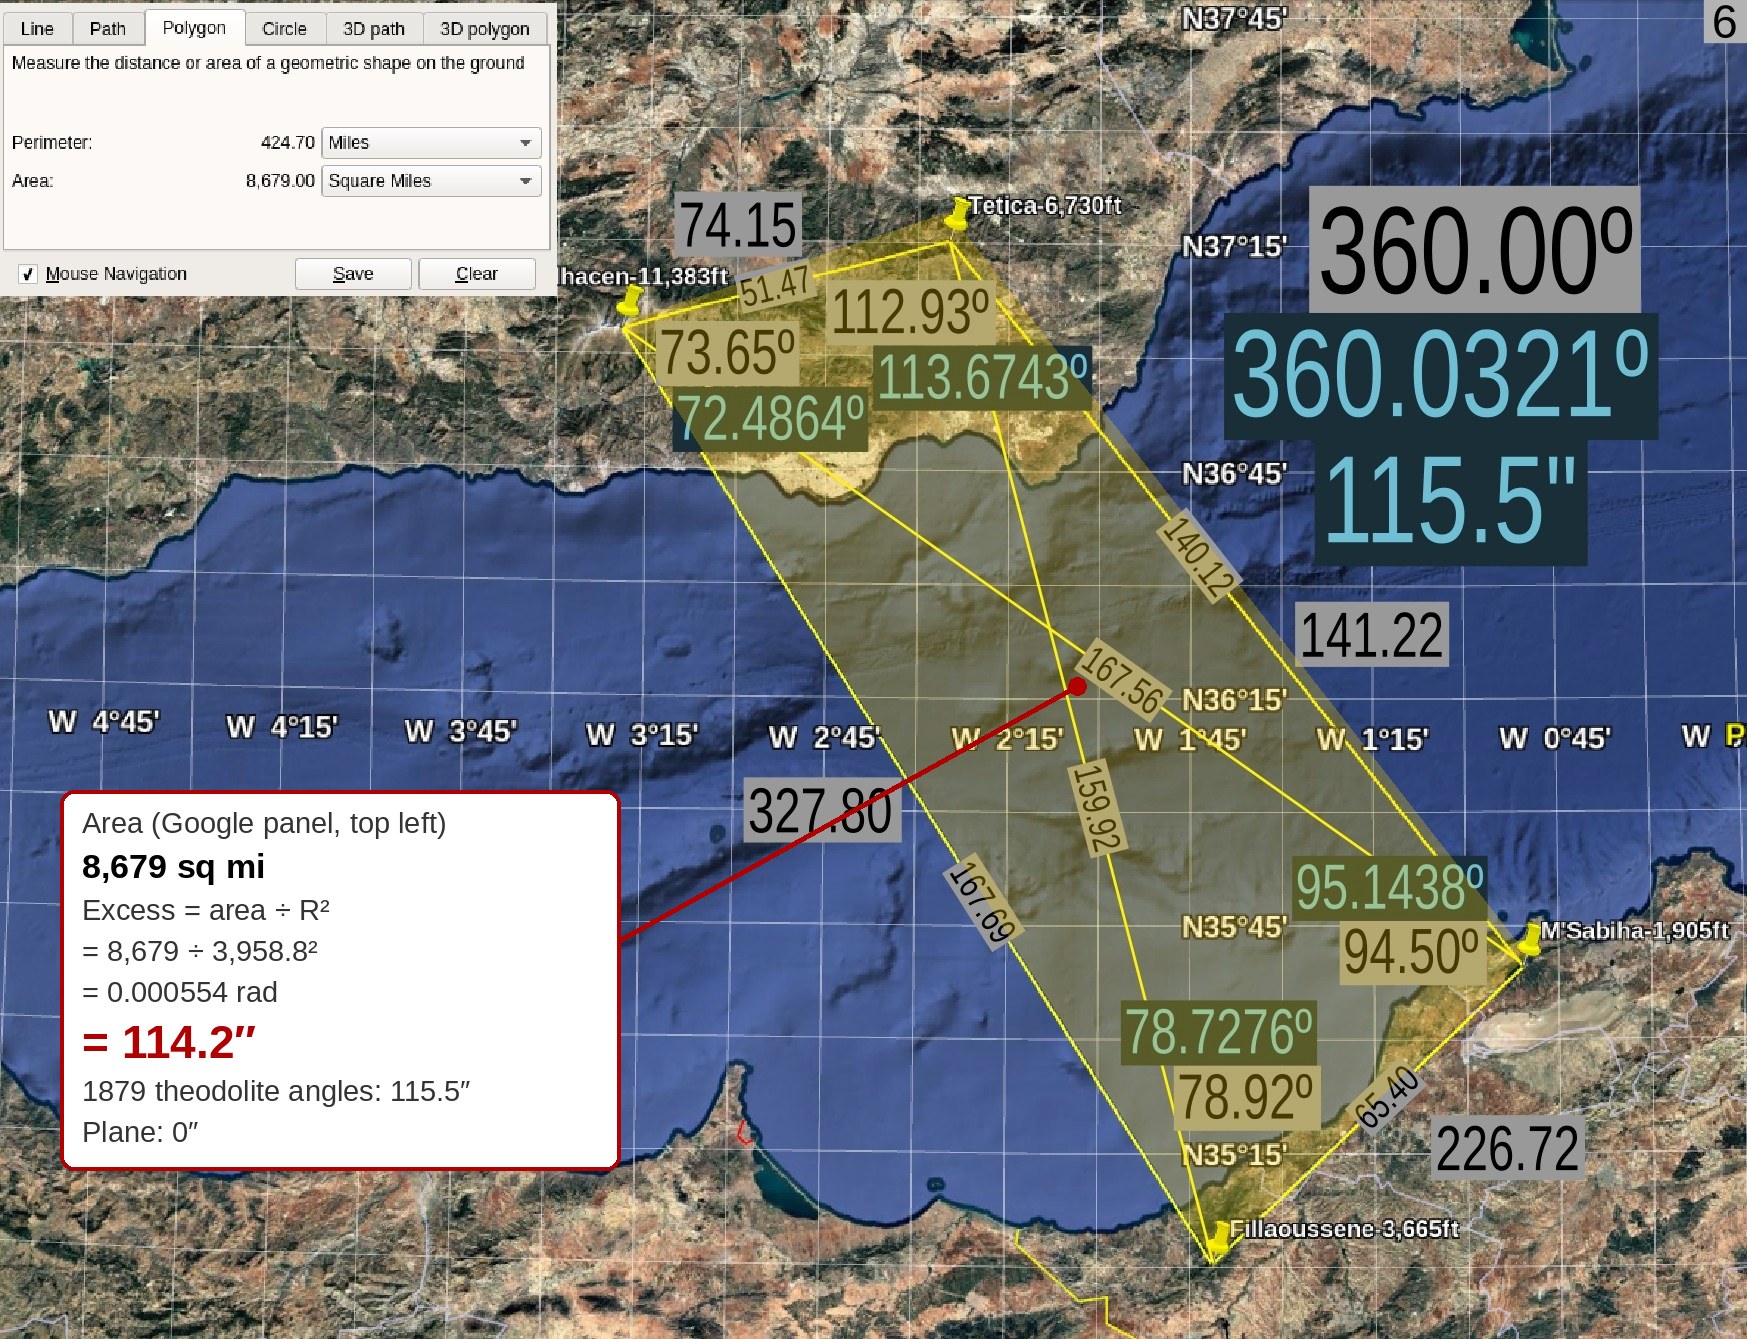 Line Path Polygon Circle 3D path 3D polygon
Measure the distance or area of a geometric shape on the ground
Perimeter: 424.70 Miles
Area: 8,679.00 Square Miles
Mouse Navigation Save Clear
N37°45'
6
Tetica-6,730ft
74.15
lhacen-11,383ft
51.47
N37°15'
360.00º
112.93º
73.65º
113.6743º
72.4864º
360.0321º
N36°45'
115.5"
140.12
141.22
167.56
N36°15'
W 4°45' W 4°15' W 3°45' W 3°15' W 2°45' W 2°15' W 1°45' W 1°15' W 0°45' W P
327.80
159.92
167.69
95.1438º
N35°45'
M'Sabiha-1,905ft
94.50º
78.7276º
78.92º
65.40
226.72
N35°15'
Fillaoussene-3,665ft
Area (Google panel, top left)
8,679 sq mi
Excess = area ÷ R²
= 8,679 ÷ 3,958.8²
= 0.000554 rad
= 114.2″
1879 theodolite angles: 115.5″
Plane: 0″